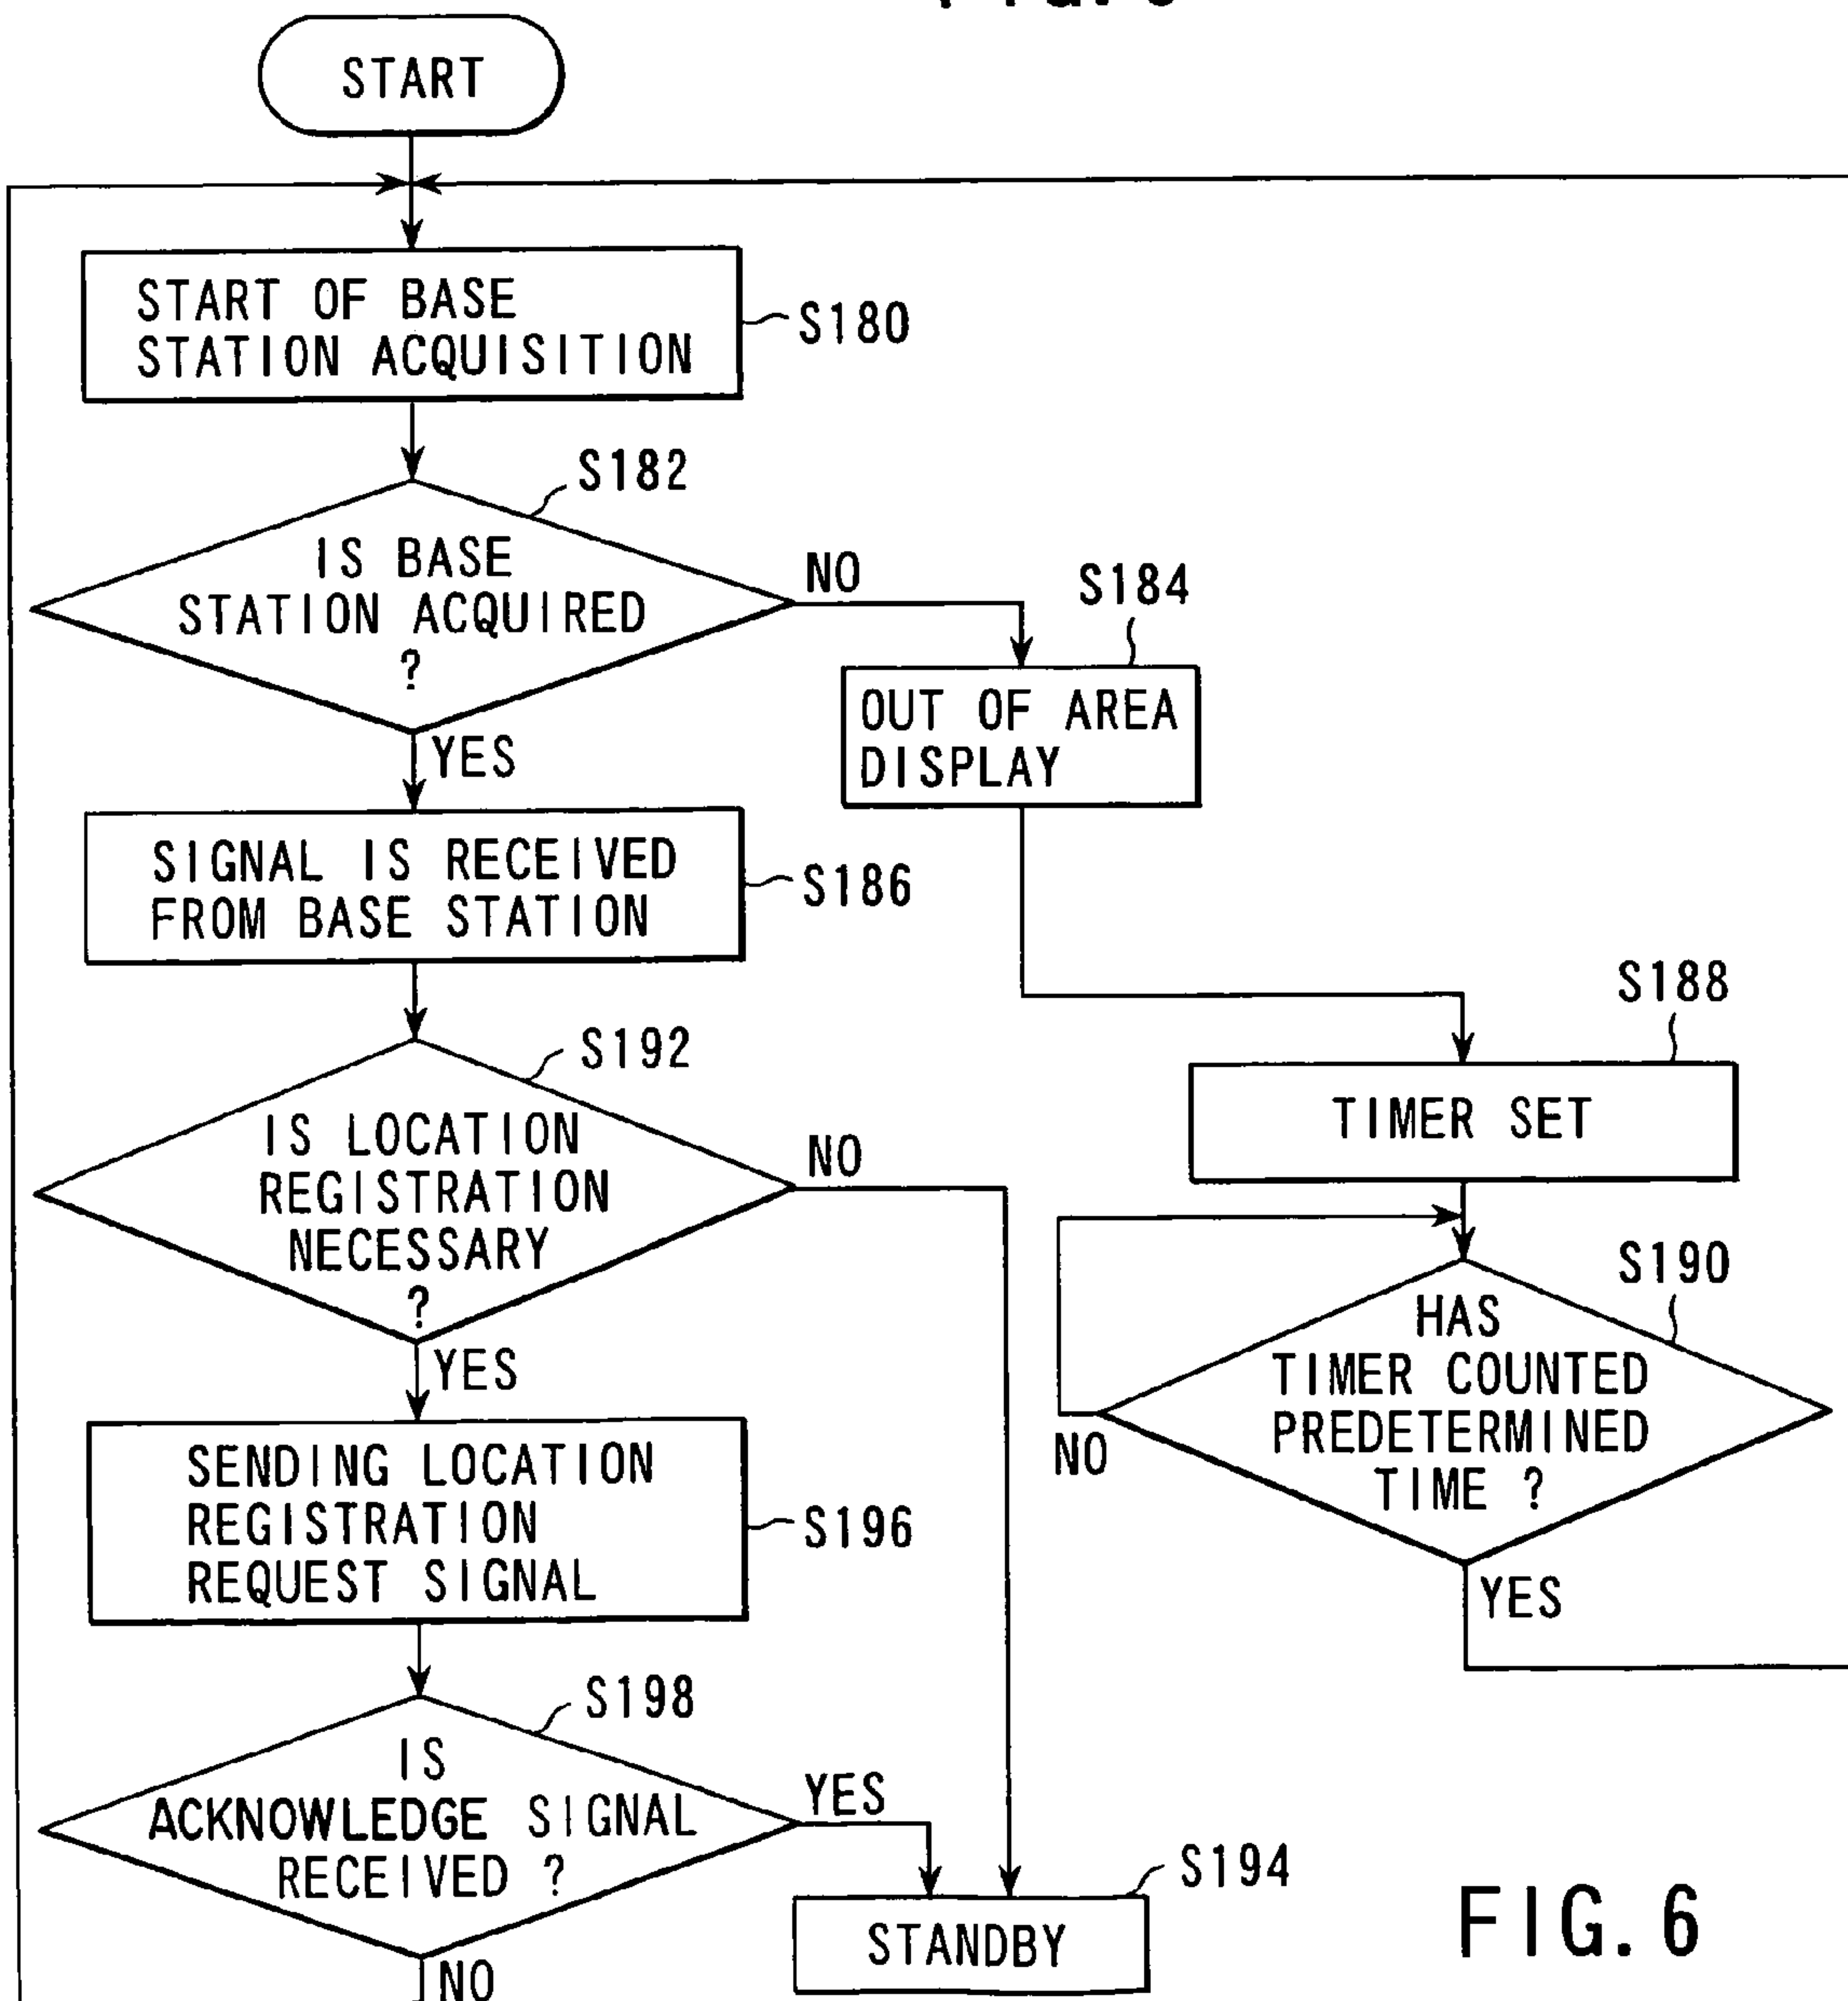 START
START OF BASE
STATION ACQUISITION
S180
S182
IS BASE
STATION ACQUIRED
?
NO
YES
S184
OUT OF AREA
DISPLAY
SIGNAL IS RECEIVED
FROM BASE STATION
S186
S188
TIMER SET
S192
IS LOCATION
REGISTRATION
NECESSARY
?
NO
YES
S190
HAS
TIMER COUNTED
PREDETERMINED
TIME ?
NO
YES
SENDING LOCATION
REGISTRATION
REQUEST SIGNAL
S196
S198
IS
ACKNOWLEDGE SIGNAL
RECEIVED ?
YES
NO
S194
STANDBY
FIG. 6